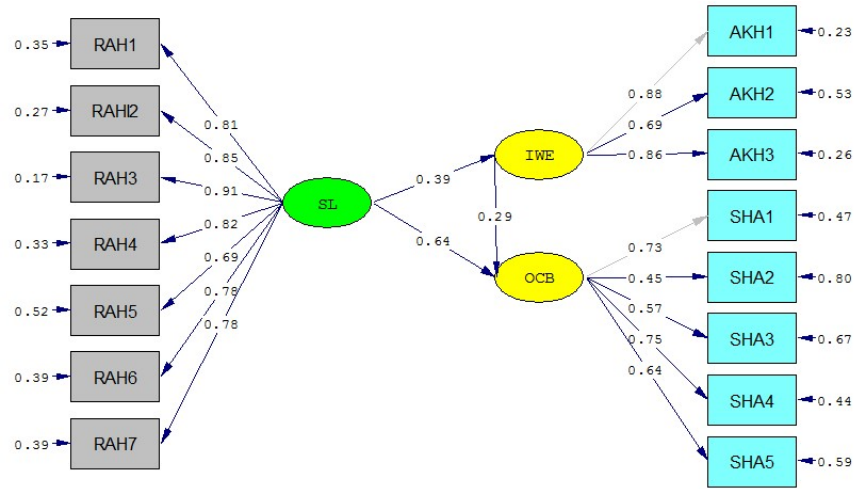 0.35 RAH1
0.27 RAHI2
0.17 RAH3
0.33 RAH4
0.52 RAH5
0.39 RAH6
0.39 RAH7
0.81
0.85
0.91
0.82
0.69
0.78
0.78
SL
0.39
0.64
IWE
0.29
OCB
0.88
0.69
0.86
0.73
0.45
0.57
0.75
0.64
AKH1 0.23
AKH2 0.53
AKH3 0.26
SHA1 0.47
SHA2 0.80
SHA3 0.67
SHA4 0.44
SHA5 0.59